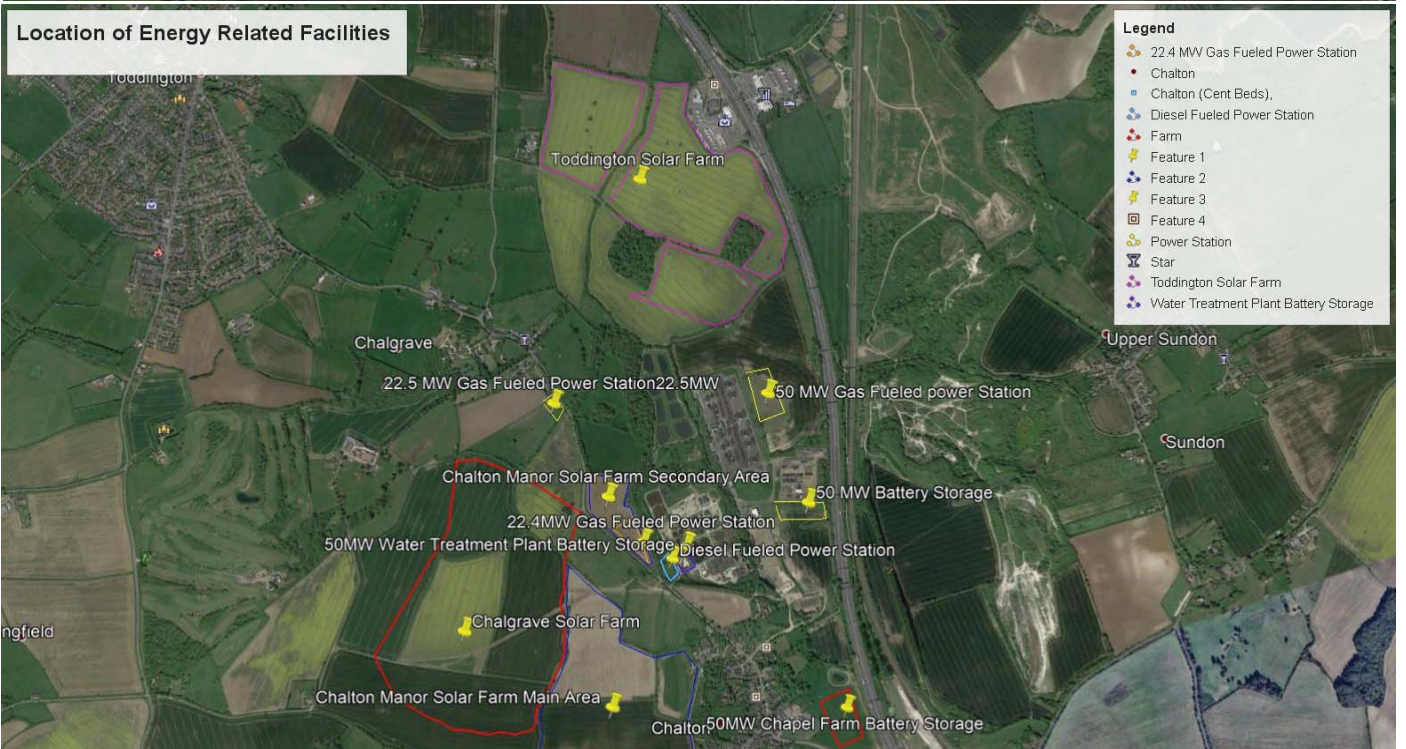 Location of Energy Related Facilities
Legend
22.4 MW Gas Fueled Power Station
Chalton
Chalton (Cent Beds),
Diesel Fueled Power Station
Farm
Feature 1
Feature 2
Feature 3
Feature 4
Power Station
Star
Toddington Solar Farm
Water Treatment Plant Battery Storage
Toddington
Toddington Solar Farm
Chalgrave
Upper Sundon
22.5 MW Gas Fueled Power Station22.5MW
50 MW Gas Fueled power Station
Sundon
Chalton Manor Solar Farm Secondary Area
50 MW Battery Storage
22.4MW Gas Fueled Power Station
50MW Water Treatment Plant Battery Storage
Diesel Fueled Power Station
Chalgrave Solar Farm
ngfield
Chalton Manor Solar Farm Main Area
Chalton
50MW Chapel Farm Battery Storage